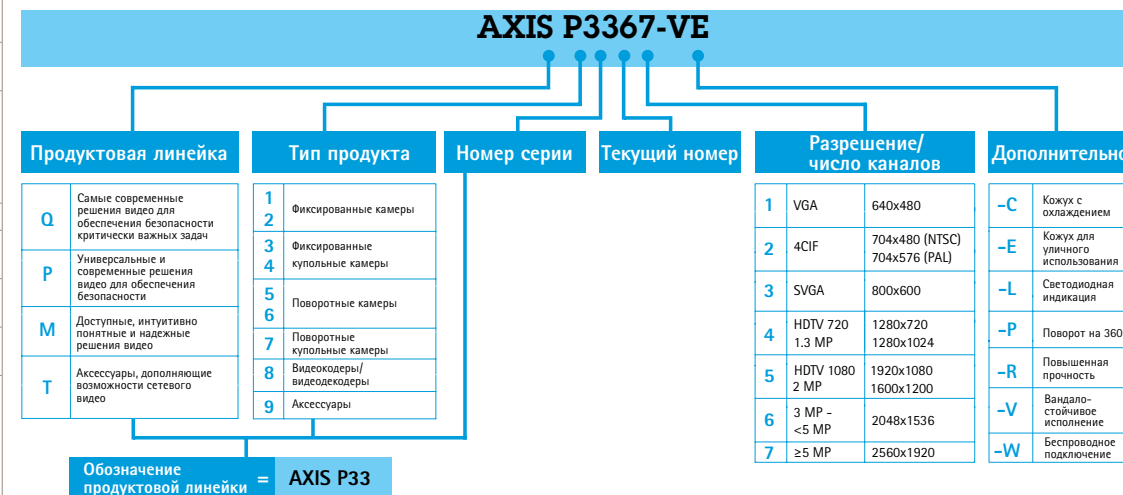 AXIS P3367-VE
Продуктовая линейка
Q
Самые современные
решения видео для
обеспечения безопасности
критически важных задач
P
Универсальные и
современные решения
видео для обеспечения
безопасности
M
Доступные, интуитивно
понятные и надежные
решения видео
T
Аксессуары, дополняющие
возможности сетевого
видео
Тип продукта
1
2
Фиксированные камеры
3
4
Фиксированные
купольные камеры
5
6
Поворотные камеры
7
Поворотные
купольные камеры
8
Видеокодеры/
видеодекодеры
9
Аксессуары
Номер серии
Текущий номер
Разрешение/
число каналов
1 VGA 640x480
2 4CIF 704x480 (NTSC)
704x576 (PAL)
3 SVGA 800x600
4 HDTV 720 1280x720
1.3 MP 1280x1024
5 HDTV 1080 1920x1080
2 MP 1600x1200
6 3 MP - <5 MP 2048x1536
7 ≥5 MP 2560x1920
Дополнительно
-C
Кожух с
охлаждением
-E
Кожух для
уличного
использования
-L
Светодиодная
индикация
-P
Поворот на 360
-R
Повышенная
прочность
-V
Вандало-
стойчивое
исполнение
-W
Беспроводное
подключение
Обозначение
продуктовой линейки = AXIS P33